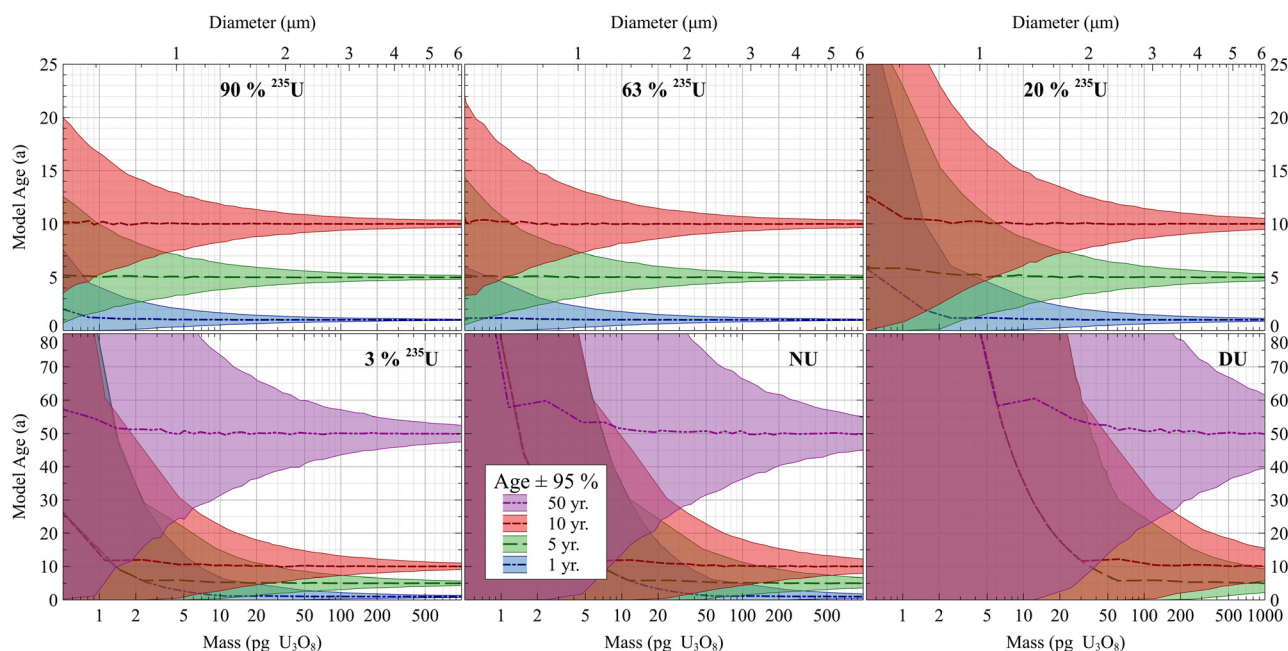 Diameter (μm) Diameter (μm) Diameter (μm)
1 2 3 4 5 6 1 2 3 4 5 6 1 2 3 4 5 6
90 % ²³⁵U 63 % ²³⁵U 20 % ²³⁵U
Model Age (a)
25 20 15 10 5 0
25 20 15 10 5 0
3 % ²³⁵U NU DU
Model Age (a)
80 70 60 50 40 30 20 10 0
80 70 60 50 40 30 20 10 0
Age ± 95 %
50 yr.
10 yr.
5 yr.
1 yr.
1 2 5 10 20 50 100 200 500 1 2 5 10 20 50 100 200 500 1 2 5 10 20 50 100 200 500 1000
Mass (pg U₃O₈) Mass (pg U₃O₈) Mass (pg U₃O₈)